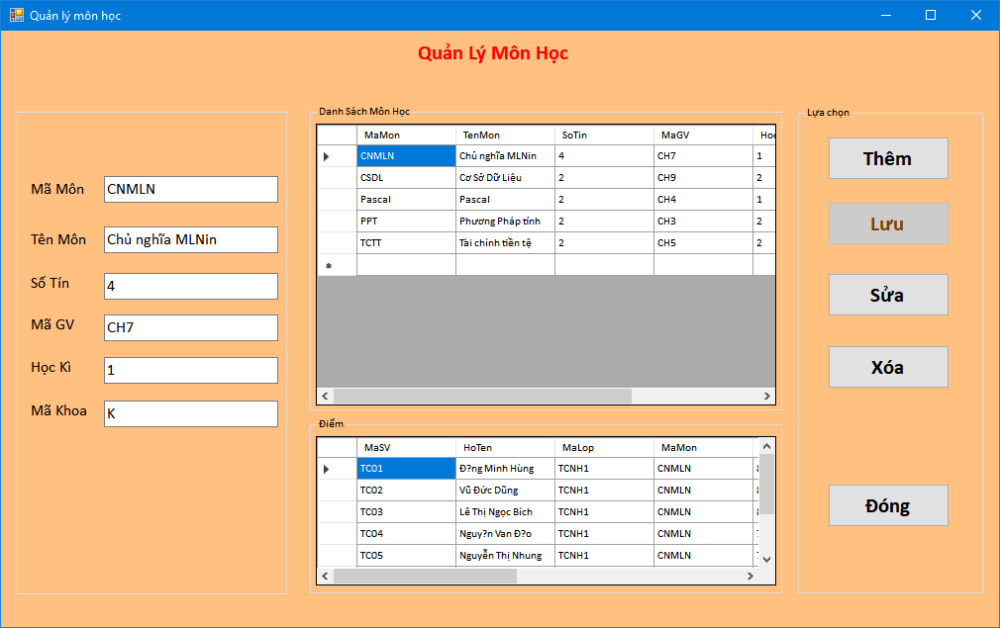 Quản lý môn học
Quản Lý Môn Học
Mã Môn CNMLN
Tên Môn Chủ nghĩa MLNin
Số Tín 4
Mã GV CH7
Học Kì 1
Mã Khoa K
Danh Sách Môn Học
MaMon TenMon SoTin MaGV
CNMLN Chủ nghĩa MLNin 4 CH7 1
CSDL Cơ Sở Dữ Liệu 2 CH9 2
Pascal Pascal 2 CH4 1
PPT Phương Pháp tính 2 CH3 2
TCTT Tài chính tiền tệ 2 CH5 2
Điểm
MaSV HoTen MaLop MaMon
TC01 Đ?ng Minh Hùng TCNH1 CNMLN
TC02 Vũ Đức Dũng TCNH1 CNMLN
TC03 Lê Thị Ngọc Bích TCNH1 CNMLN
TC04 Nguy?n Van Đ?o TCNH1 CNMLN
TC05 Nguyễn Thị Nhung TCNH1 CNMLN
Lựa chọn
Thêm
Lưu
Sửa
Xóa
Đóng